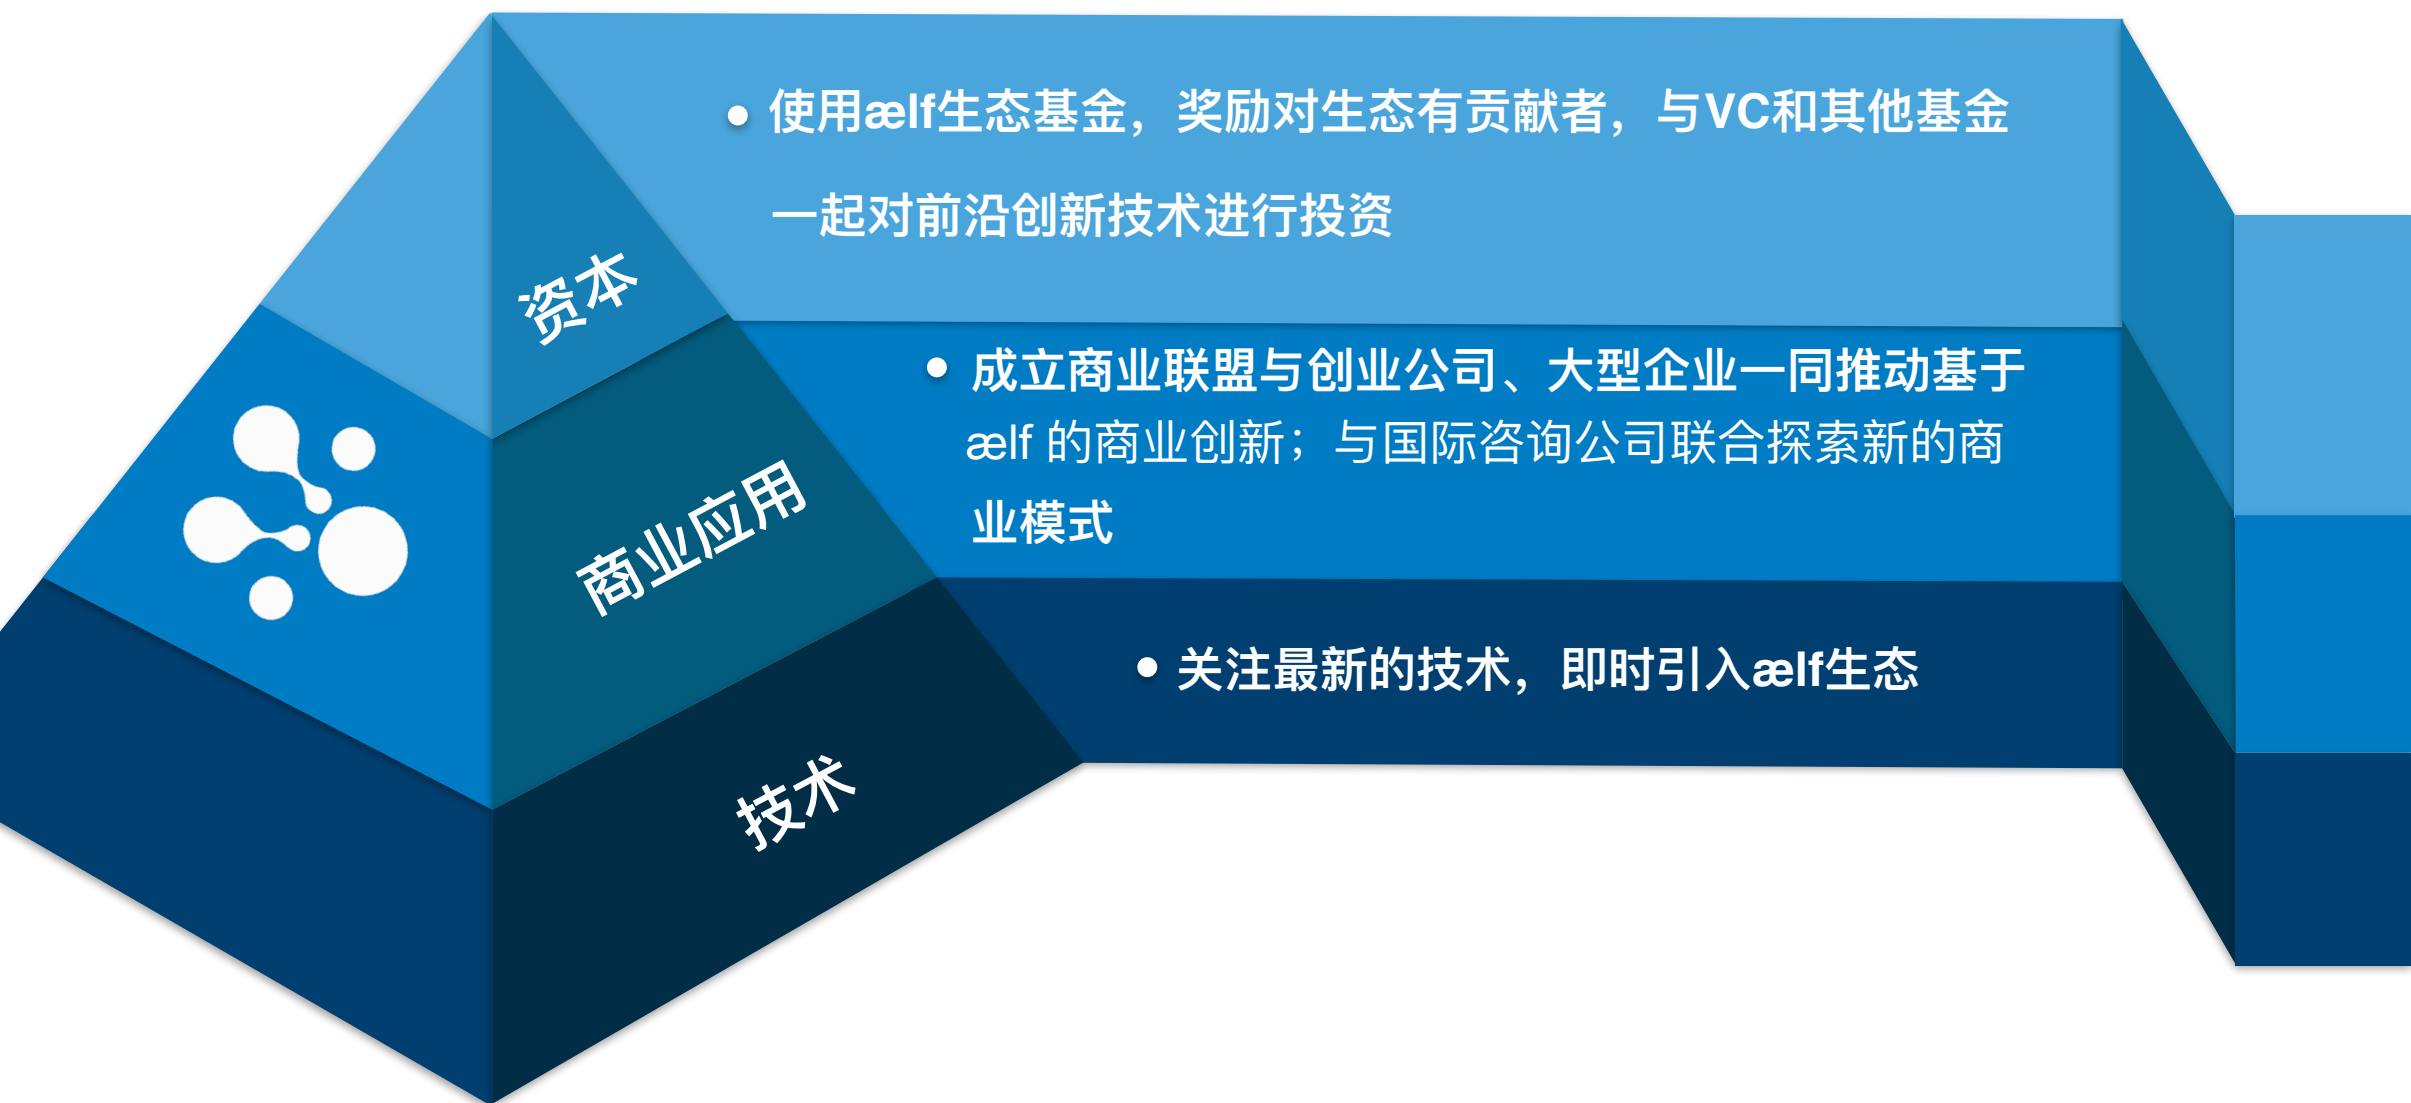 使用ælf生态基金，奖励对生态有贡献者，与VC和其他基金
一起对前沿创新技术进行投资
资本
成立商业联盟与创业公司、大型企业一同推动基于
ælf 的商业创新；与国际咨询公司联合探索新的商
业模式
商业应用
关注最新的技术，即时引入ælf生态
技术